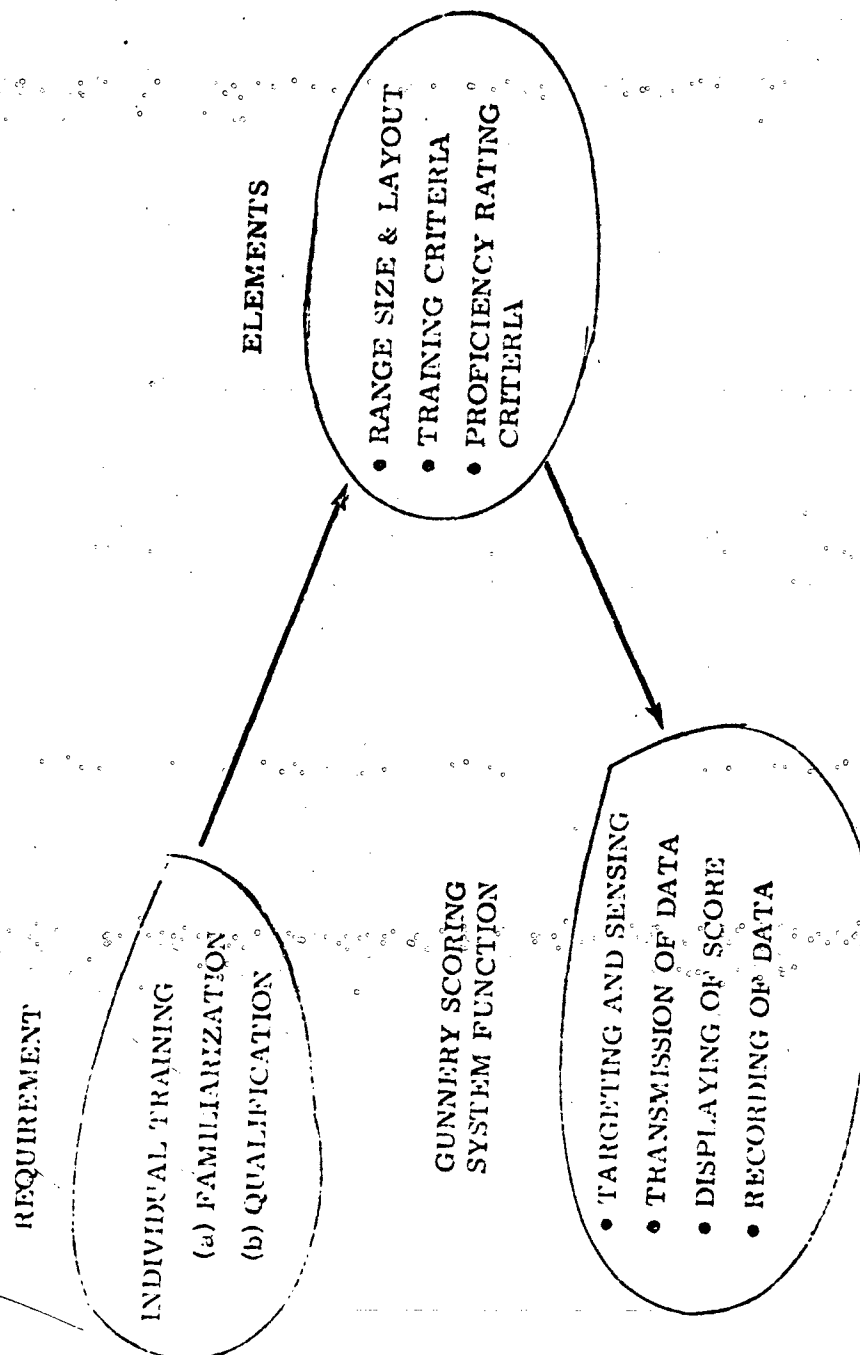 REQUIREMENT
INDIVIDUAL TRAINING
(a) FAMILIARIZATION
(b) QUALIFICATION
ELEMENTS
• RANGE SIZE & LAYOUT
• TRAINING CRITERIA
• PROFICIENCY RATING
CRITERIA
GUNNERY SCORING
SYSTEM FUNCTION
• TARGETING AND SENSING
• TRANSMISSION OF DATA
• DISPLAYING OF SCORE
• RECORDING OF DATA